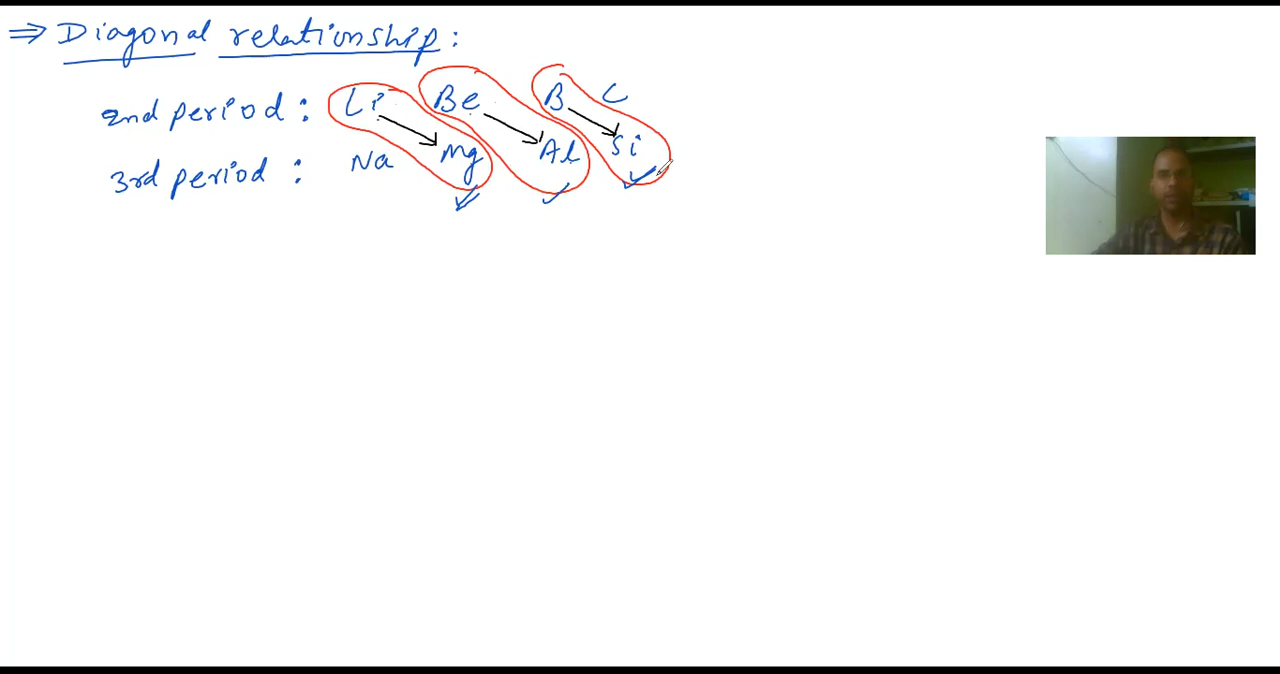 ⇒ Diagonal relationship:
2nd period: Li Be B C
3rd period: Na Mg Al Si